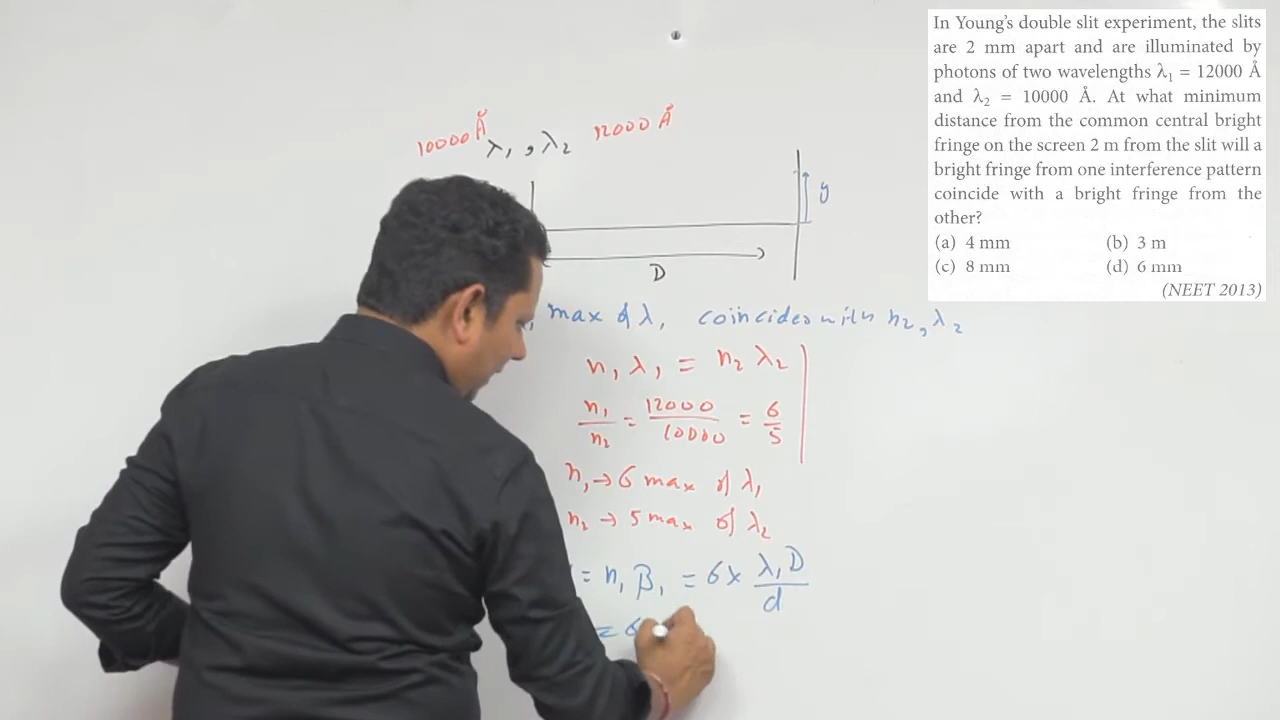 In Young's double slit experiment, the slits
are 2 mm apart and are illuminated by
photons of two wavelengths λ₁ = 12000 Å
and λ₂ = 10000 Å. At what minimum
distance from the common central bright
fringe on the screen 2 m from the slit will a
bright fringe from one interference pattern
coincide with a bright fringe from the
other?
(a) 4 mm (b) 3 m
(c) 8 mm (d) 6 mm
(NEET 2013)
10000 Å λ₁, λ₂ 12000 Å
y
D
max of λ₁ coincides with n₂, λ₂
n₁ λ₁ = n₂ λ₂
n₁/n₂ = 12000/10000 = 6/5
n₁ → 6 max of λ₁
n₂ → 5 max of λ₂
= n₁ β₁ = 6 × λ₁D/d
= 6